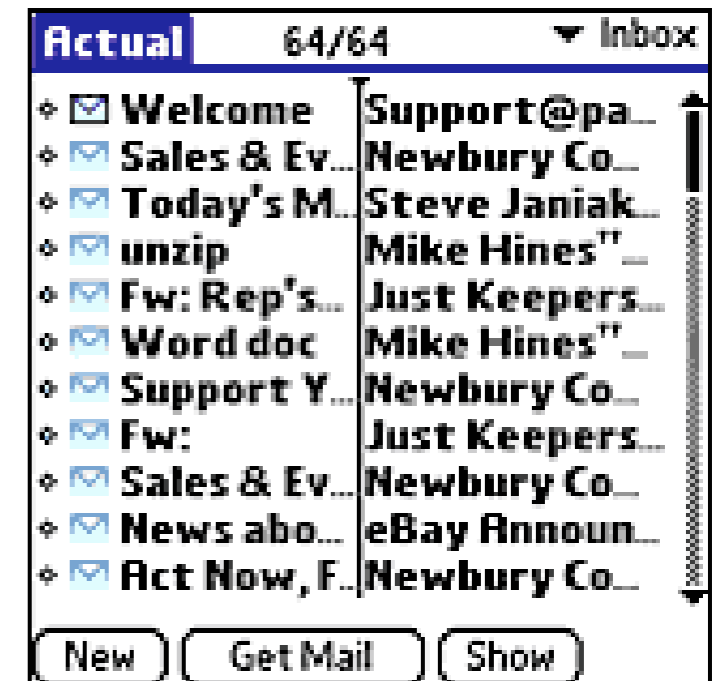 Actual 64/64 Inbox
Welcome Support@pa...
Sales & Ev... Newbury Co...
Today's M... Steve Janiak...
unzip Mike Hines"...
Fw: Rep's... Just Keepers...
Word doc Mike Hines"...
Support Y... Newbury Co...
Fw: Just Keepers...
Sales & Ev... Newbury Co...
News abo... eBay Announ...
Act Now, F... Newbury Co...
New Get Mail Show